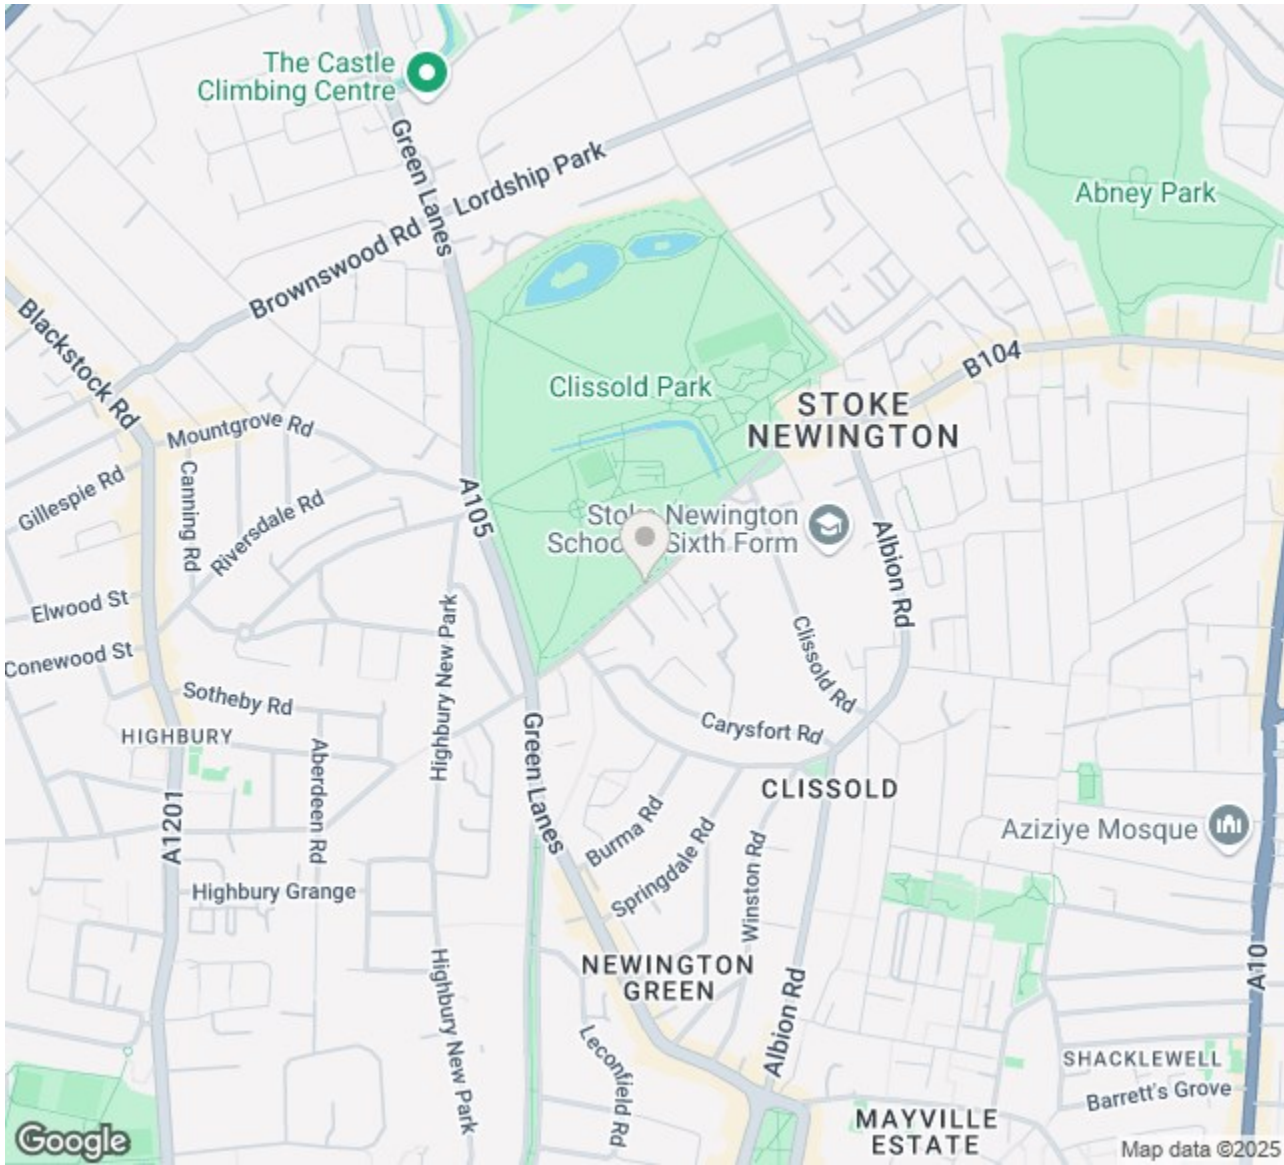 The Castle
Climbing Centre
Green Lanes
Lordship Park
Brownswood Rd
Abney Park
Blackstock Rd
B104
Clissold Park
STOKE
NEWINGTON
Mountgrove Rd
Gillespie Rd
Canning Rd
Riversdale Rd
A105
Stoke Newington
School Sixth Form
Albion Rd
Elwood St
Conewood St
Highbury New Park
Clissold Rd
Sotheby Rd
HIGHBURY
Carysfort Rd
Green Lanes
Aberdeen Rd
CLISSOLD
A1201
Burma Rd
Aziziye Mosque
Springdale Rd
Winston Rd
Highbury Grange
NEWINGTON
GREEN
A10
Highbury New Park
Albion Rd
Leconfield Rd
SHACKLEWELL
Barrett's Grove
MAYVILLE
ESTATE
Google
Map data ©2025